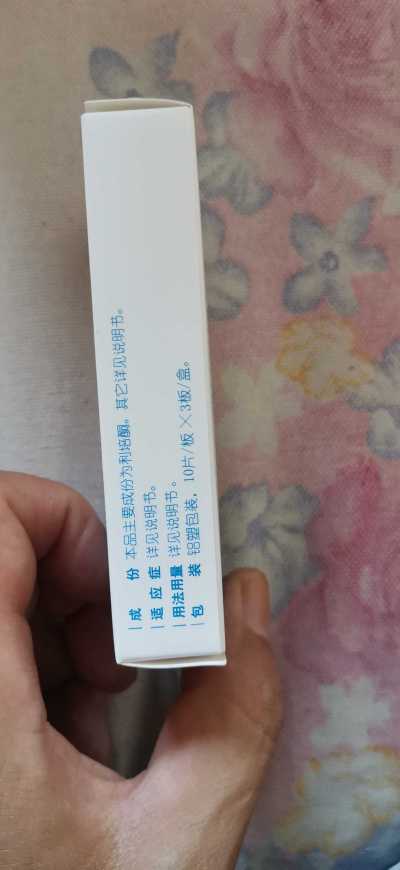 成份 本品主要成份为利培酮。其它详见说明书。
适应症 详见说明书。
用法用量 详见说明书。
包装 铝塑包装，10片/板×3板/盒。